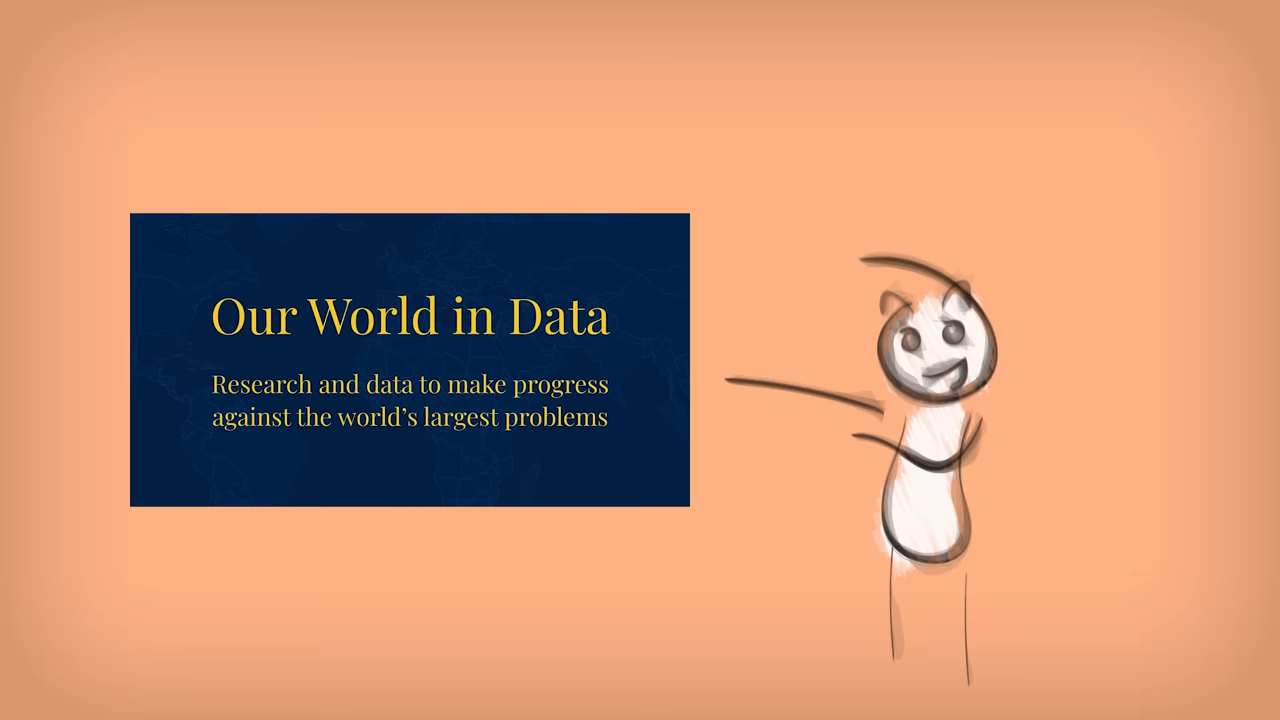 Our World in Data
Research and data to make progress
against the world’s largest problems